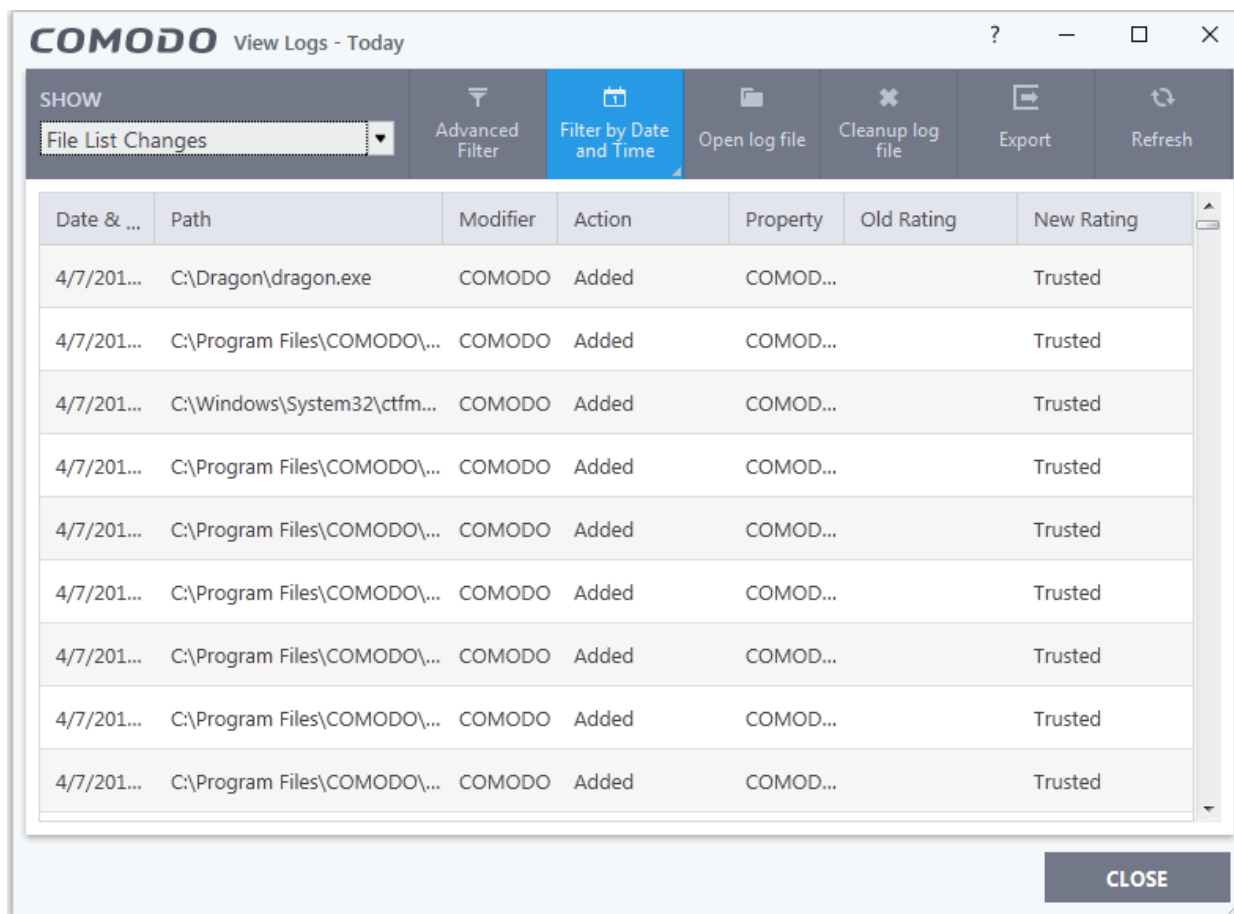 COMODO View Logs - Today ?
SHOW
File List Changes
Advanced
Filter
Filter by Date
and Time
Open log file
Cleanup log
file
Export
Refresh
Date & ... Path Modifier Action Property Old Rating New Rating
4/7/201... C:\Dragon\dragon.exe COMODO Added COMOD... Trusted
4/7/201... C:\Program Files\COMODO\... COMODO Added COMOD... Trusted
4/7/201... C:\Windows\System32\ctfm... COMODO Added COMOD... Trusted
4/7/201... C:\Program Files\COMODO\... COMODO Added COMOD... Trusted
4/7/201... C:\Program Files\COMODO\... COMODO Added COMOD... Trusted
4/7/201... C:\Program Files\COMODO\... COMODO Added COMOD... Trusted
4/7/201... C:\Program Files\COMODO\... COMODO Added COMOD... Trusted
4/7/201... C:\Program Files\COMODO\... COMODO Added COMOD... Trusted
4/7/201... C:\Program Files\COMODO\... COMODO Added COMOD... Trusted
CLOSE